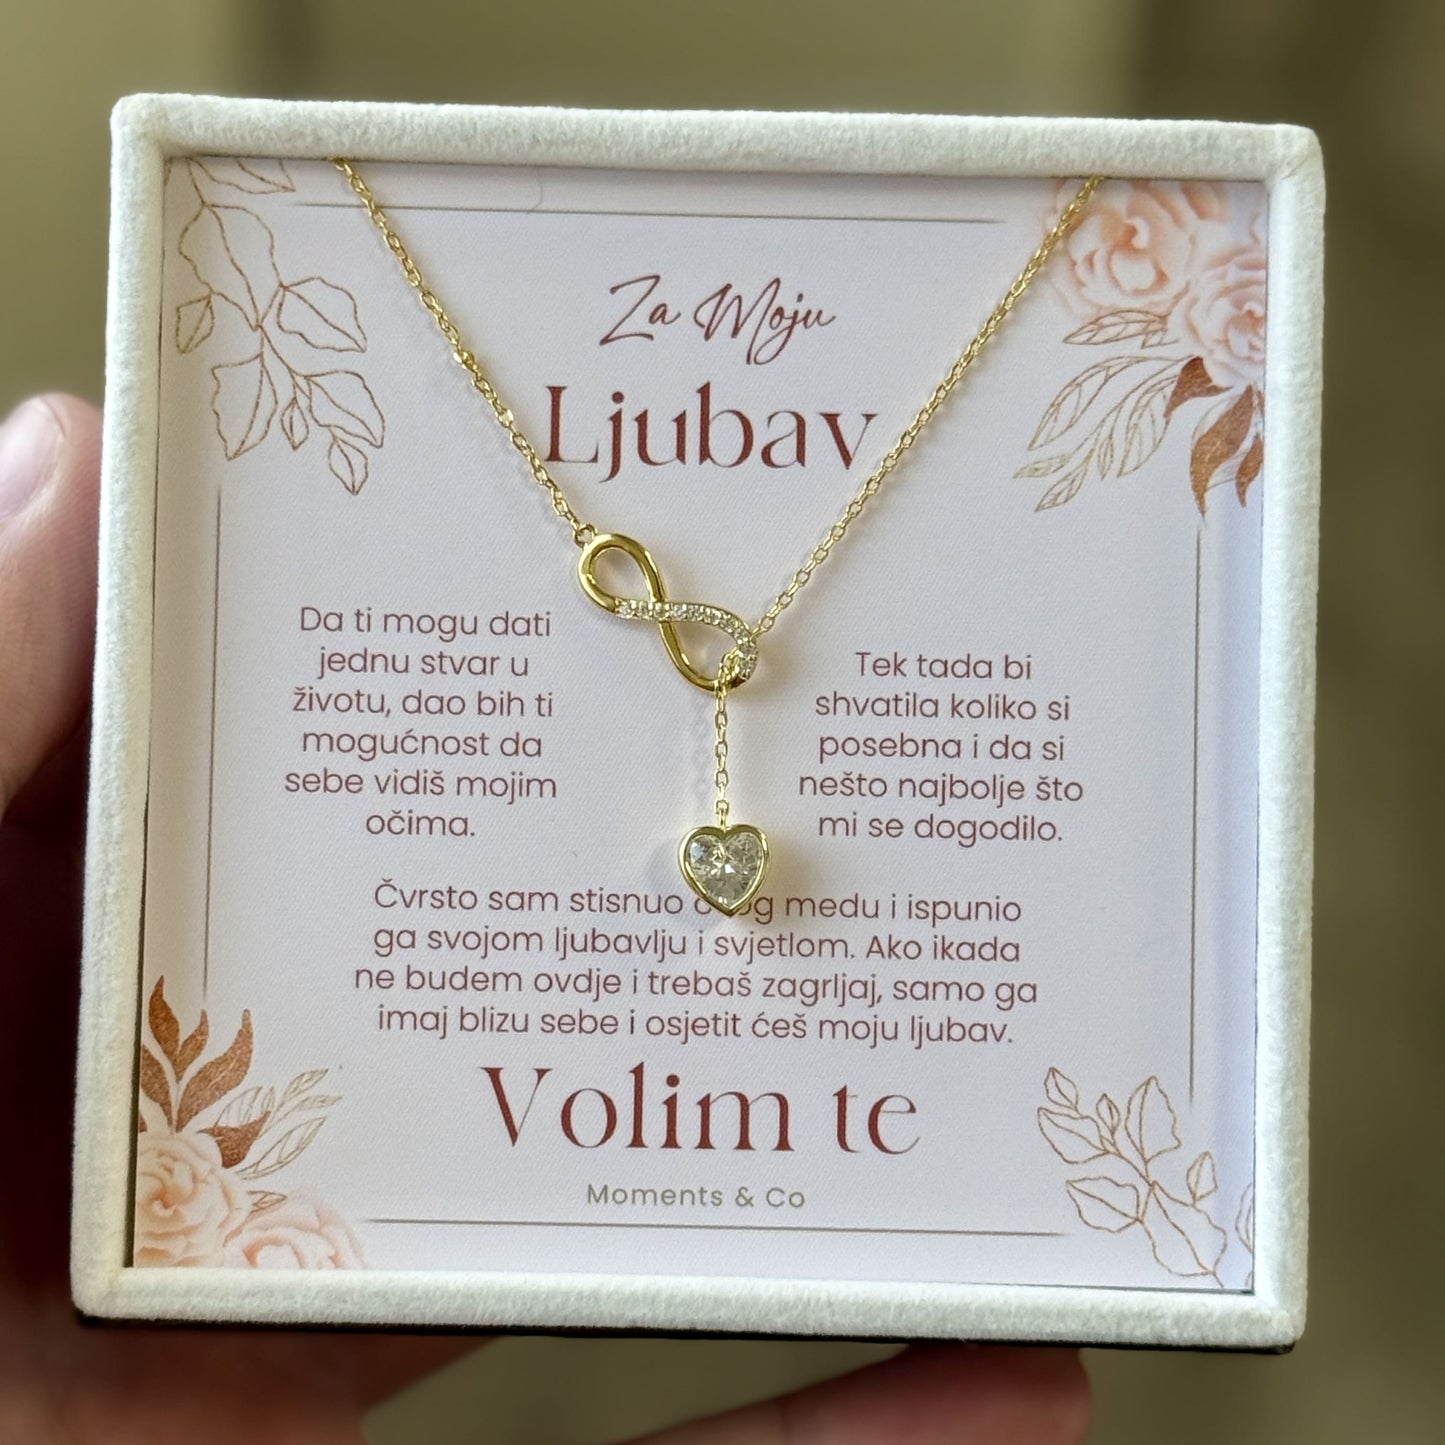 Za Moju
Ljubav
Da ti mogu dati
jednu stvar u
životu, dao bih ti
mogućnost da
sebe vidiš mojim
očima.
Tek tada bi
shvatila koliko si
posebna i da si
nešto najbolje što
mi se dogodilo.
Čvrsto sam stisnuo medu i ispunio
ga svojom ljubavlju i svjetlom. Ako ikada
ne budem ovdje i trebaš zagrljaj, samo ga
imaj blizu sebe i osjetit ćeš moju ljubav.
Volim te
Moments & Co